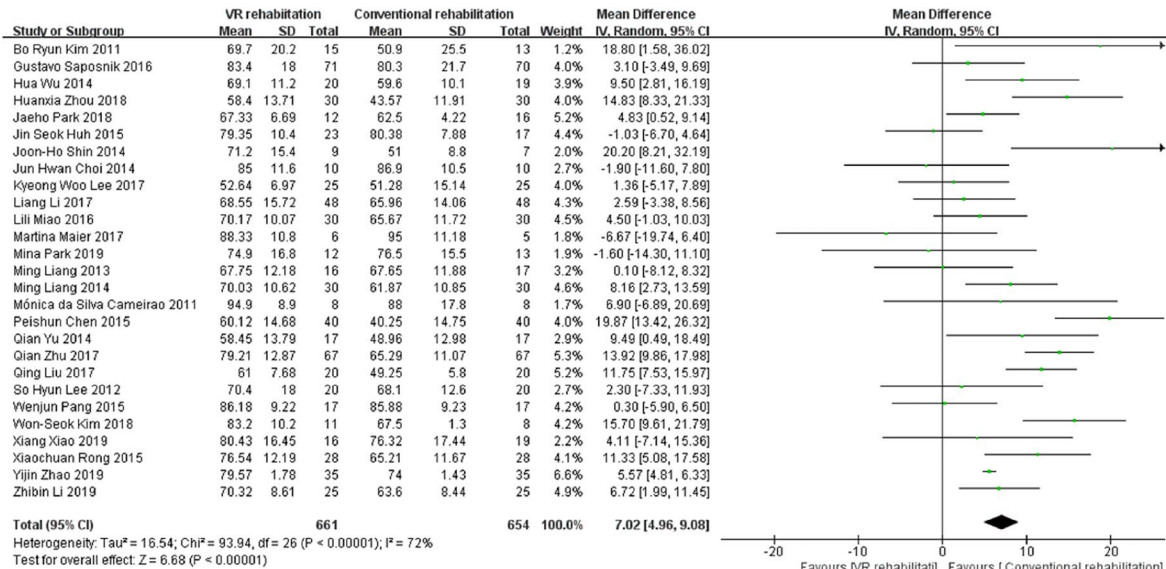 VR rehabiitation Conventional rehabilitation Mean Difference Mean Difference
Study or Subgroup Mean SD Total Mean SD Total Weight IV, Random, 95% CI IV, Random, 95% CI
Bo Ryun Kim 2011 69.7 20.2 15 50.9 25.5 13 1.2% 18.80 [1.58, 36.02]
Gustavo Saposnik 2016 83.4 18 71 80.3 21.7 70 4.0% 3.10 [-3.49, 9.69]
Hua Wu 2014 69.1 11.2 20 59.6 10.1 19 3.9% 9.50 [2.81, 16.19]
Huanxia Zhou 2018 58.4 13.71 30 43.57 11.91 30 4.0% 14.83 [8.33, 21.33]
Jaeho Park 2018 67.33 6.69 12 62.5 4.22 16 5.2% 4.83 [0.52, 9.14]
Jin Seok Huh 2015 79.35 10.4 23 80.38 7.88 17 4.4% -1.03 [-6.70, 4.64]
Joon-Ho Shin 2014 71.2 15.4 9 51 8.8 7 2.0% 20.20 [8.21, 32.19]
Jun Hwan Choi 2014 85 11.6 10 86.9 10.5 10 2.7% -1.90 [-11.60, 7.80]
Kyeong Woo Lee 2017 52.64 6.97 25 51.28 15.14 25 4.0% 1.36 [-5.17, 7.89]
Liang Li 2017 68.55 15.72 48 65.96 14.06 48 4.3% 2.59 [-3.38, 8.56]
Lili Miao 2016 70.17 10.07 30 65.67 11.72 30 4.5% 4.50 [-1.03, 10.03]
Martina Maier 2017 88.33 10.8 6 95 11.18 5 1.8% -6.67 [-19.74, 6.40]
Mina Park 2019 74.9 16.8 12 76.5 15.5 13 1.9% -1.60 [-14.30, 11.10]
Ming Liang 2013 67.75 12.18 16 67.65 11.88 17 3.2% 0.10 [-8.12, 8.32]
Ming Liang 2014 70.03 10.62 30 61.87 10.85 30 4.6% 8.16 [2.73, 13.59]
Mónica da Silva Cameirao 2011 94.9 8.9 8 88 17.8 8 1.7% 6.90 [-6.89, 20.69]
Peishun Chen 2015 60.12 14.68 40 40.25 14.75 40 4.0% 19.87 [13.42, 26.32]
Qian Yu 2014 58.45 13.79 17 48.96 12.98 17 2.9% 9.49 [0.49, 18.49]
Qian Zhu 2017 79.21 12.87 67 65.29 11.07 67 5.3% 13.92 [9.86, 17.98]
Qing Liu 2017 61 7.68 20 49.25 5.8 20 5.2% 11.75 [7.53, 15.97]
So Hyun Lee 2012 70.4 18 20 68.1 12.6 20 2.7% 2.30 [-7.33, 11.93]
Wenjun Pang 2015 86.18 9.22 17 85.88 9.23 17 4.2% 0.30 [-5.90, 6.50]
Won-Seok Kim 2018 83.2 10.2 11 67.5 1.3 8 4.2% 15.70 [9.61, 21.79]
Xiang Xiao 2019 80.43 16.45 16 76.32 17.44 19 2.2% 4.11 [-7.14, 15.36]
Xiaochuan Rong 2015 76.54 12.19 28 65.21 11.67 28 4.1% 11.33 [5.08, 17.58]
Yijin Zhao 2019 79.57 1.78 35 74 1.43 35 6.6% 5.57 [4.81, 6.33]
Zhibin Li 2019 70.32 8.61 25 63.6 8.44 25 4.9% 6.72 [1.99, 11.45]
Total (95% CI) 661 654 100.0% 7.02 [4.96, 9.08]
Heterogeneity: Tau² = 16.54; Chi² = 93.94, df = 26 (P < 0.00001); I² = 72%
Test for overall effect: Z = 6.68 (P < 0.00001)
-20 -10 0 10 20
Favours [VR rehabilitati] Favours [ Conventional rehabilitation]